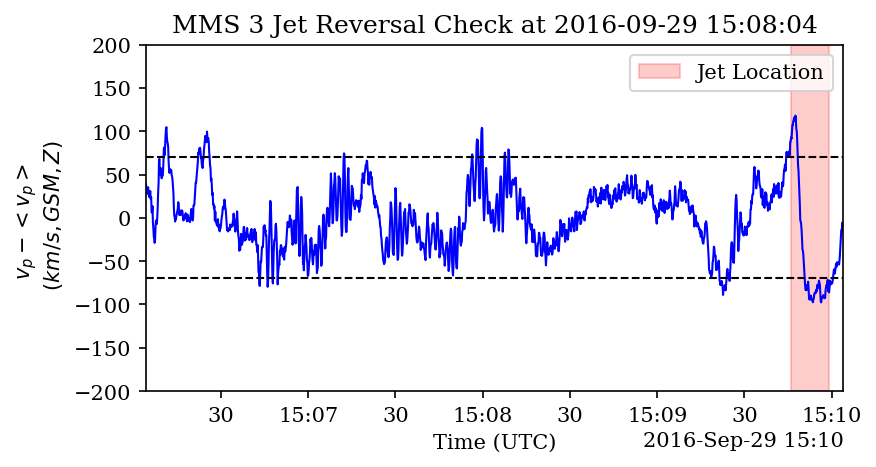 MMS 3 Jet Reversal Check at 2016-09-29 15:08:04
200
150
100
50
0
−50
−100
−150
−200
v_p − < v_p >
(km/s, GSM, Z)
Jet Location
30
15:07
30
15:08
30
15:09
30
15:10
Time (UTC)
2016-Sep-29 15:10